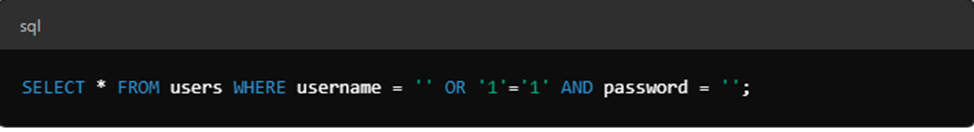 sql
SELECT * FROM users WHERE username = '' OR '1'='1' AND password = '';